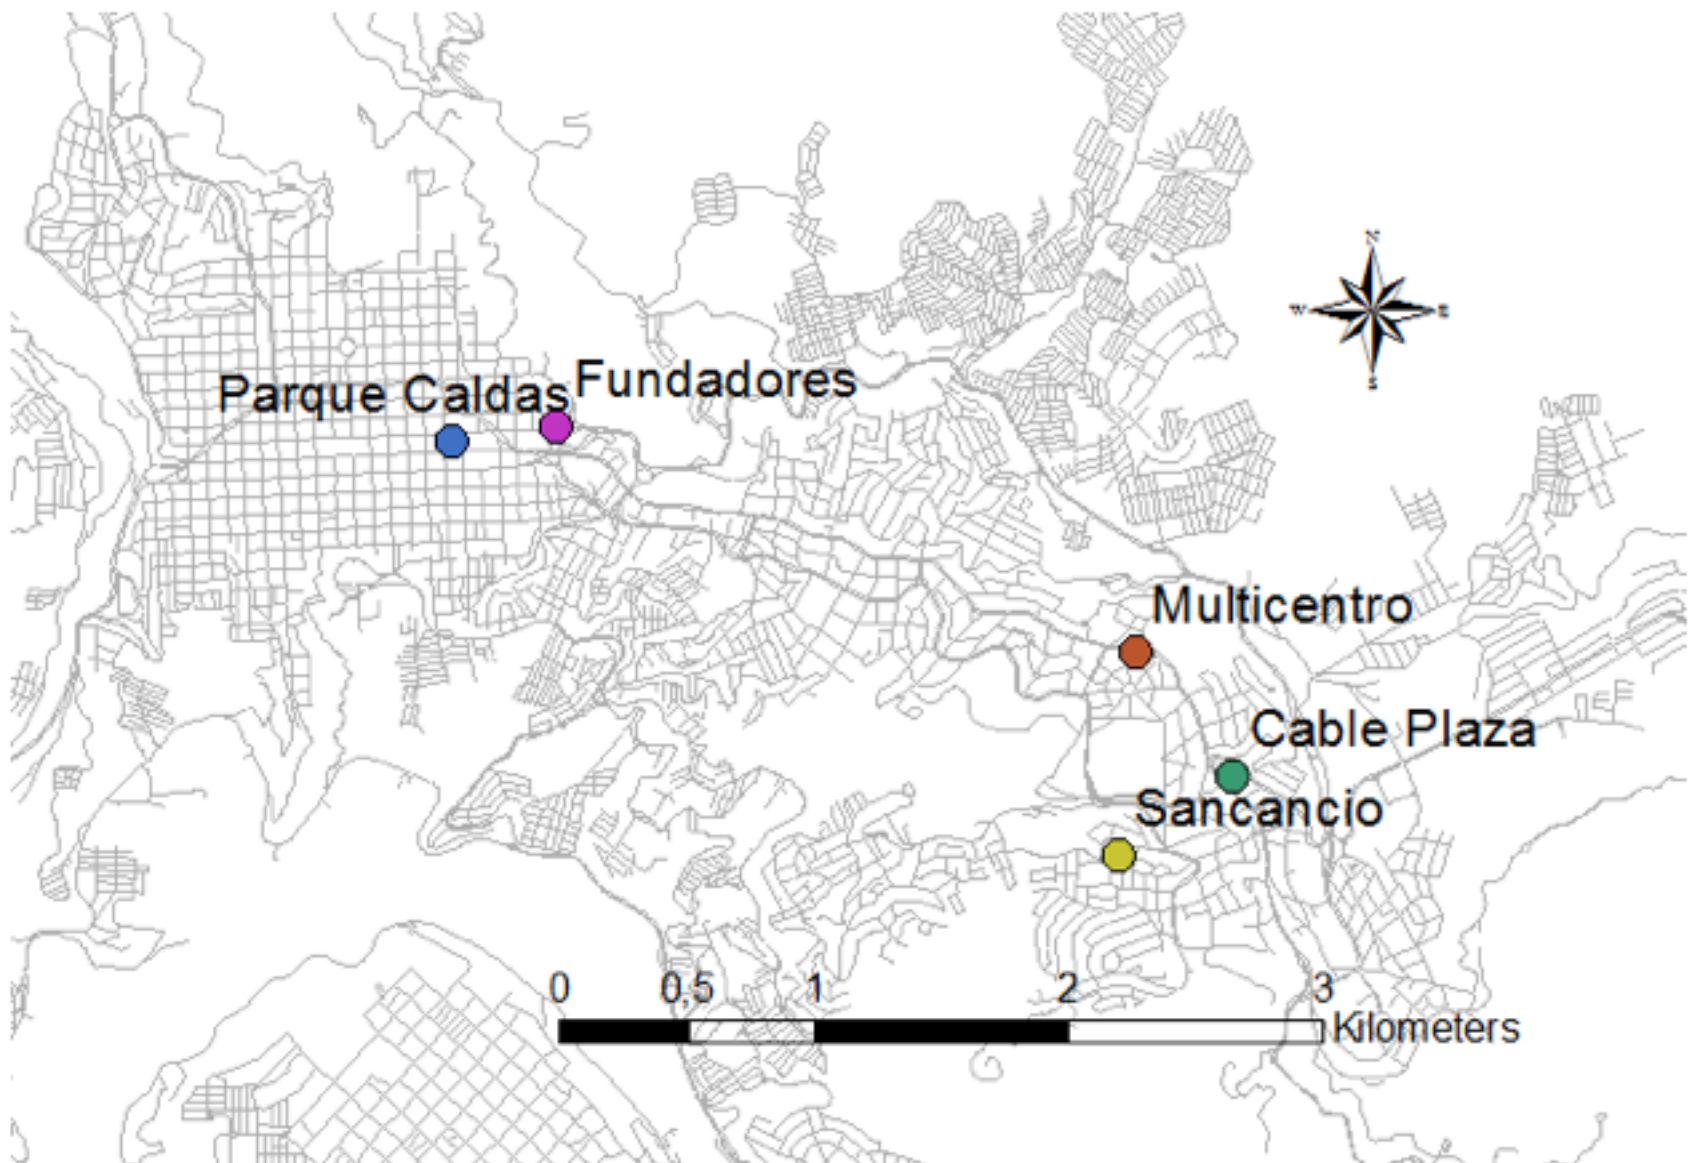 N
W E
S
Parque Caldas
Fundadores
Multicentro
Cable Plaza
Sancancio
0 0,5 1 2 3
Kilometers